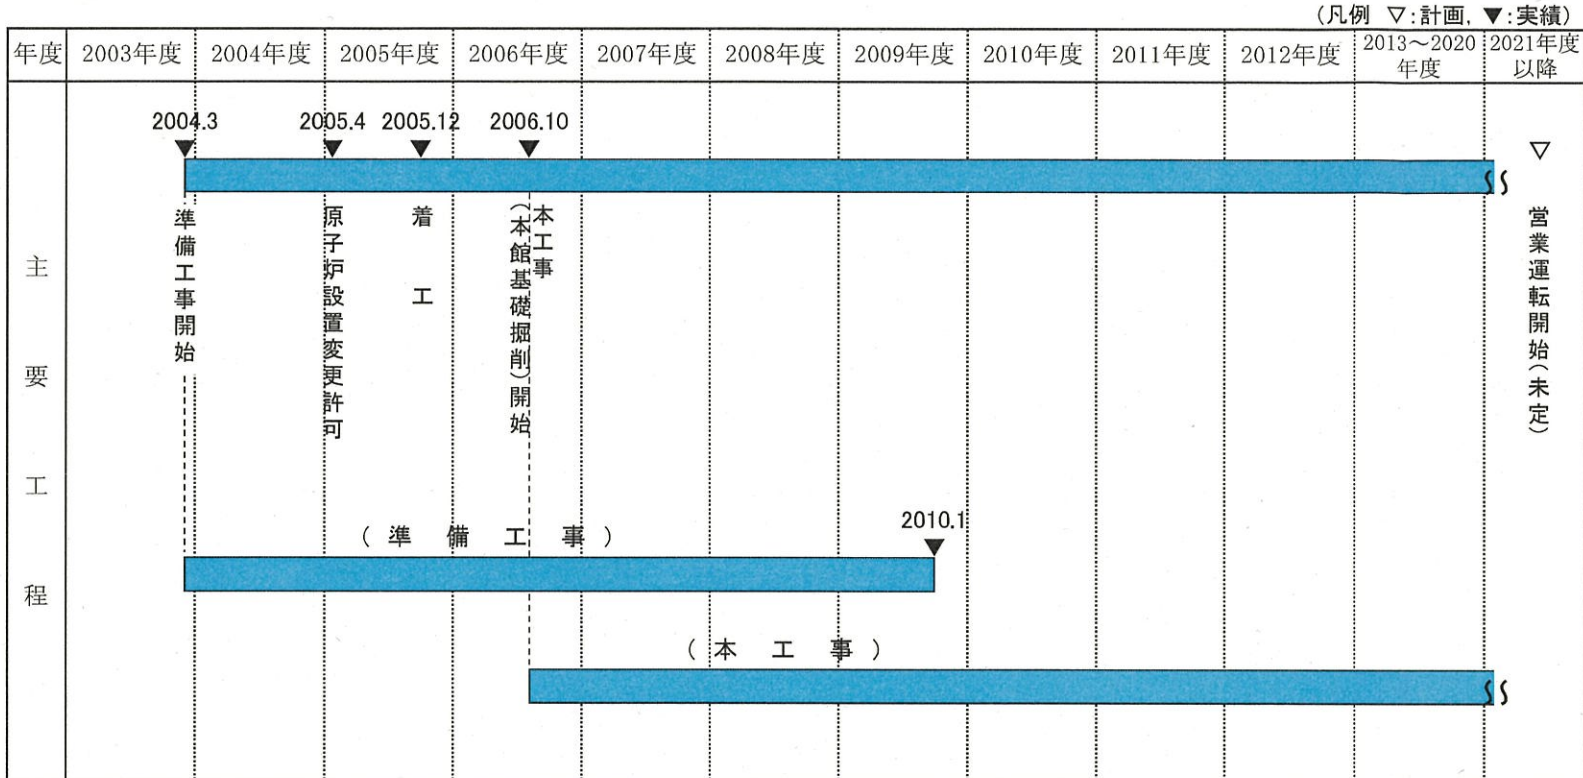 (凡例 ▽:計画, ▼:実績)
年度
2003年度
2004年度
2005年度
2006年度
2007年度
2008年度
2009年度
2010年度
2011年度
2012年度
2013～2020
年度
2021年度
以降
主要工程
2004.3
▼
準備工事開始
2005.4
▼
原子炉設置変更許可
2005.12
▼
着工
2006.10
▼
本工事
(本館基礎掘削)開始
▽
営業運転開始(未定)
(準備工事)
2010.1
▼
(本工事)